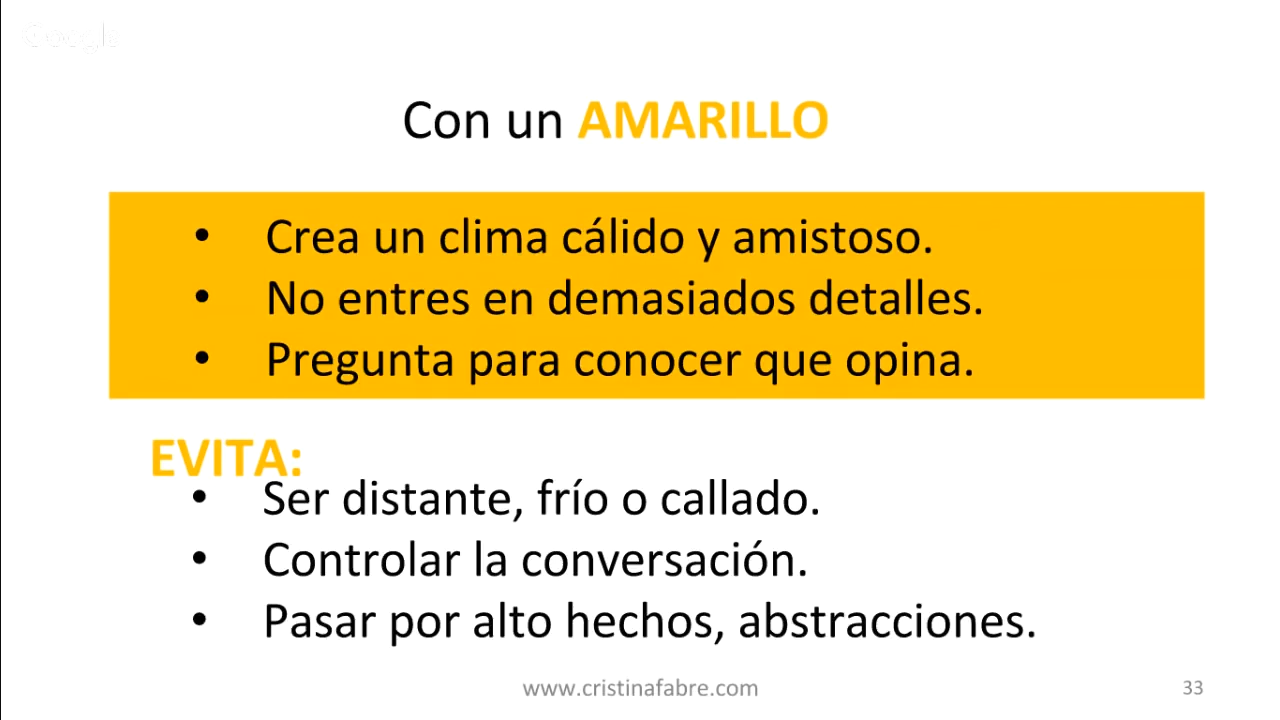 Con un AMARILLO
• Crea un clima cálido y amistoso.
• No entres en demasiados detalles.
• Pregunta para conocer que opina.
EVITA:
• Ser distante, frío o callado.
• Controlar la conversación.
• Pasar por alto hechos, abstracciones.
www.cristinafabre.com
33